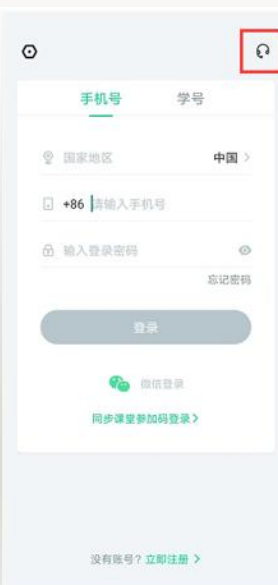 手机号 学号
国家地区 中国 >
+86 请输入手机号
输入登录密码
忘记密码
登录
微信登录
同步课堂参加码登录>
没有账号? 立即注册 >